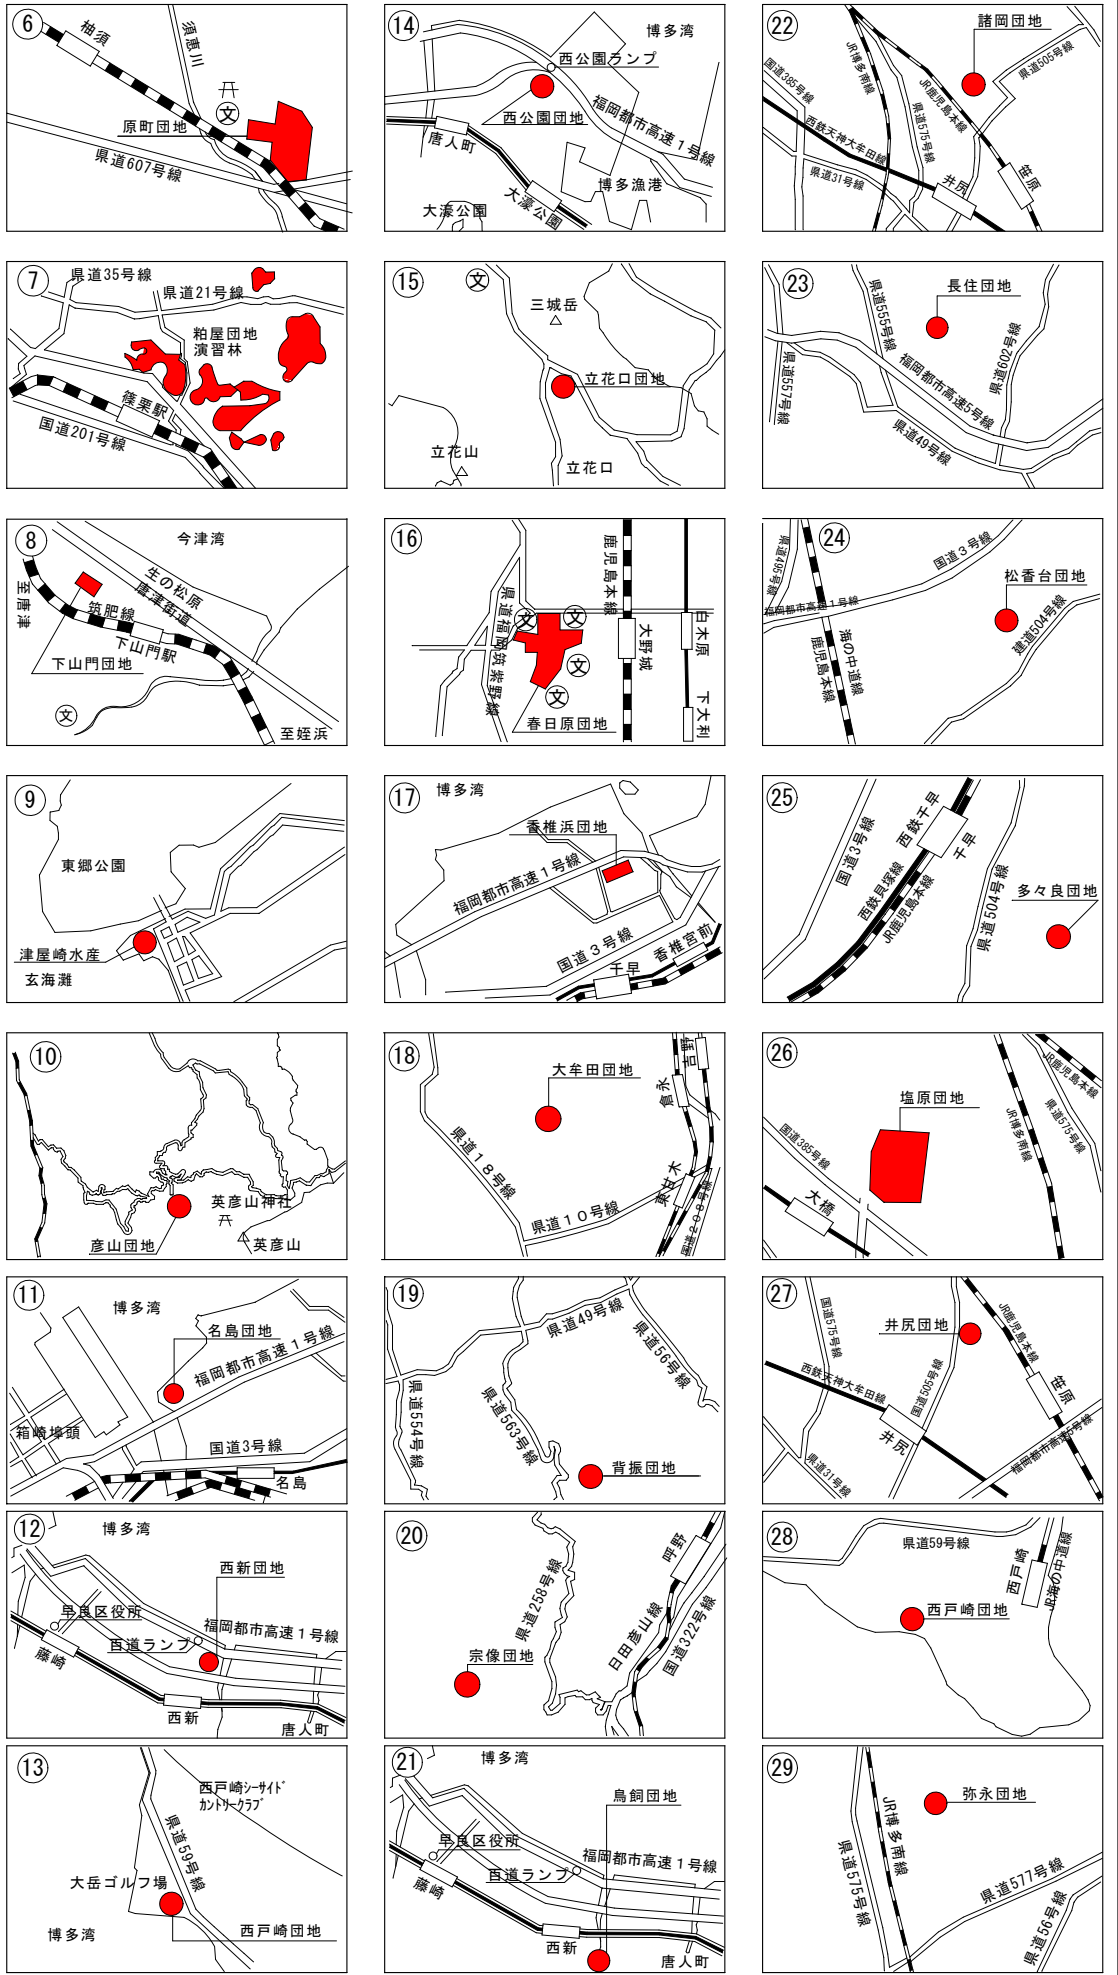 ⑥
柚須
須恵川
文
原町団地
県道607号線
⑦
県道35号線
県道21号線
粕屋団地
演習林
篠栗駅
国道201号線
⑧
今津湾
生の松原
唐津街道
至唐津
筑肥線
下山門駅
下山門団地
文
至姪浜
⑨
東郷公園
津屋崎水産
玄海灘
⑩
英彦山神社
彦山団地
英彦山
⑪
博多湾
名島団地
福岡都市高速1号線
箱崎埠頭
国道3号線
名島
⑫
博多湾
西新団地
早良区役所
福岡都市高速1号線
百道ランプ
藤崎
西新
唐人町
⑬
西戸崎シーサイド
カントリークラブ
県道59号線
大岳ゴルフ場
西戸崎団地
博多湾
⑭
博多湾
西公園ランプ
西公園団地
福岡都市高速1号線
唐人町
博多漁港
大濠公園
大濠公園
⑮
文
三城岳
立花口団地
立花山
立花口
⑯
鹿児島本線
県道福岡筑紫野線
文
文
文
文
大野城
白木原
下大利
春日原団地
⑰
博多湾
香椎浜団地
福岡都市高速1号線
国道3号線
香椎宮前
千早
⑱
大牟田団地
倉永
県道18号線
東甘木
県道10号線
国道208号線
⑲
県道49号線
県道56号線
県道554号線
県道563号線
背振団地
⑳
呼野
県道258号線
日田彦山線
国道322号線
宗像団地
㉑
博多湾
鳥飼団地
早良区役所
福岡都市高速1号線
百道ランプ
藤崎
西新
唐人町
㉒
諸岡団地
JR博多南線
県道505号線
国道385号線
JR鹿児島本線
県道575号線
西鉄天神大牟田線
県道31号線
井尻
笹原
㉓
長住団地
県道555号線
県道602号線
県道557号線
福岡都市高速5号線
県道49号線
㉔
県道495号線
国道3号線
松香台団地
福岡都市高速1号線
建道504号線
海の中道線
鹿児島本線
㉕
国道3号線
西鉄千早
千早
西鉄貝塚線
JR鹿児島本線
県道504号線
多々良団地
㉖
JR鹿児島本線
塩原団地
県道575号線
JR博多南線
国道385号線
大橋
㉗
国道575号線
井尻団地
JR鹿児島本線
西鉄天神大牟田線
国道505号線
笹原
井尻
福岡都市高速5号線
県道31号線
㉘
県道59号線
西戸崎
JR海の中道線
西戸崎団地
㉙
弥永団地
JR博多南線
県道575号線
県道577号線
県道56号線